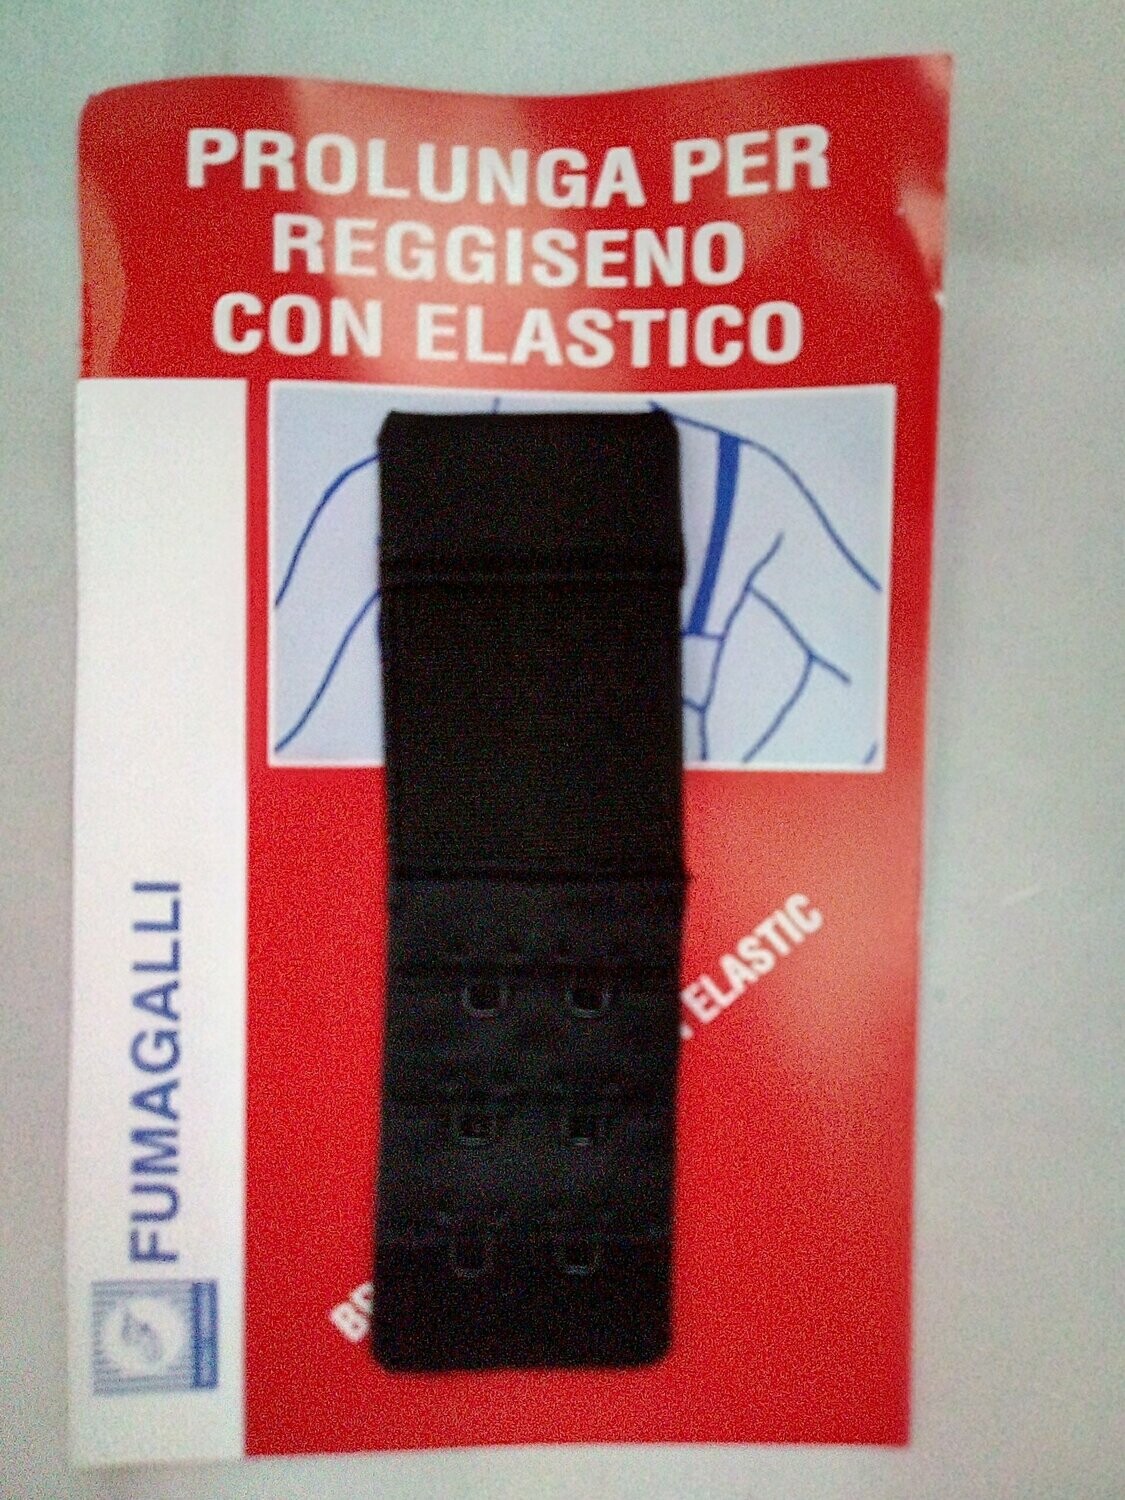 PROLUNGA PER
REGGISENO
CON ELASTICO
ELASTIC
FUMAGALLI